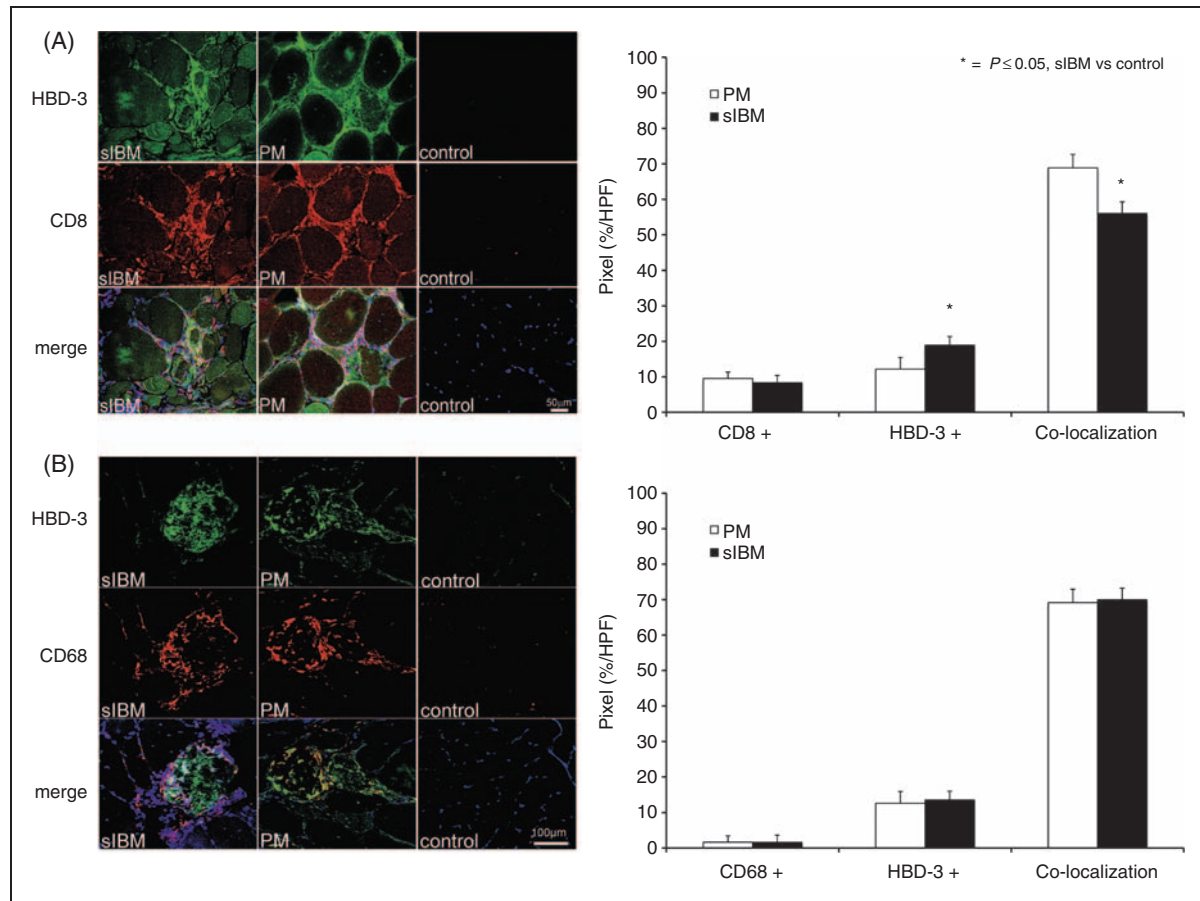 (A)
HBD-3
sIBM PM control
CD8
sIBM PM control
merge
sIBM PM control
50µm
100
90
80
70
60
50
40
30
20
10
0
Pixel (%/HPF)
* = P ≤ 0.05, sIBM vs control
PM
sIBM
*
*
CD8 + HBD-3 + Co-localization
(B)
HBD-3
sIBM PM control
CD68
sIBM PM control
merge
sIBM PM control
100µm
100
90
80
70
60
50
40
30
20
10
0
Pixel (%/HPF)
PM
sIBM
CD68 + HBD-3 + Co-localization